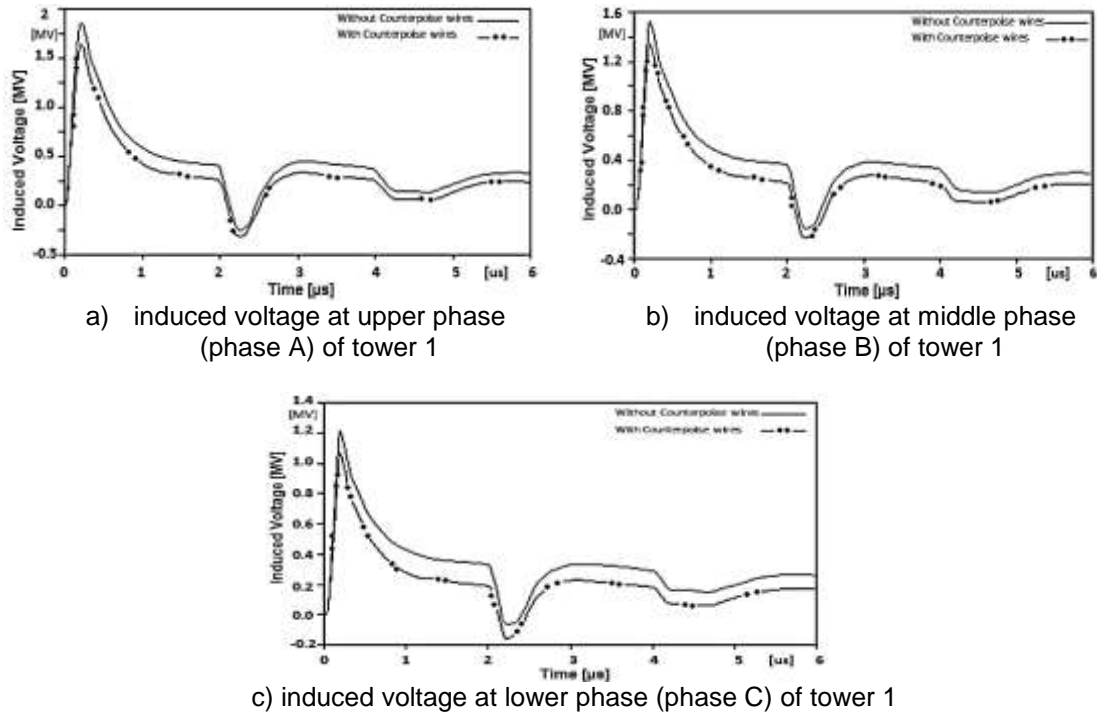 2
[MV]
1.5
1.0
0.5
0.0
-0.5
Induced Voltage [MV]
Without Counterpoise wires
With Counterpoise wires
0 1 2 3 4 5 [us] 6
Time [µs]
a) induced voltage at upper phase
(phase A) of tower 1
1.6
[MV]
1.2
0.8
0.4
0.0
-0.4
Induced Voltage [MV]
Without Counterpoise wires
With Counterpoise wires
0 1 2 3 4 5 [us] 6
Time [µs]
b) induced voltage at middle phase
(phase B) of tower 1
1.4
[MV]
1.2
1.0
0.8
0.6
0.4
0.2
0.0
-0.2
Induced Voltage [MV]
Without Counterpoise wires
With Counterpoise wires
0 1 2 3 4 5 [us] 6
Time [µs]
c) induced voltage at lower phase (phase C) of tower 1